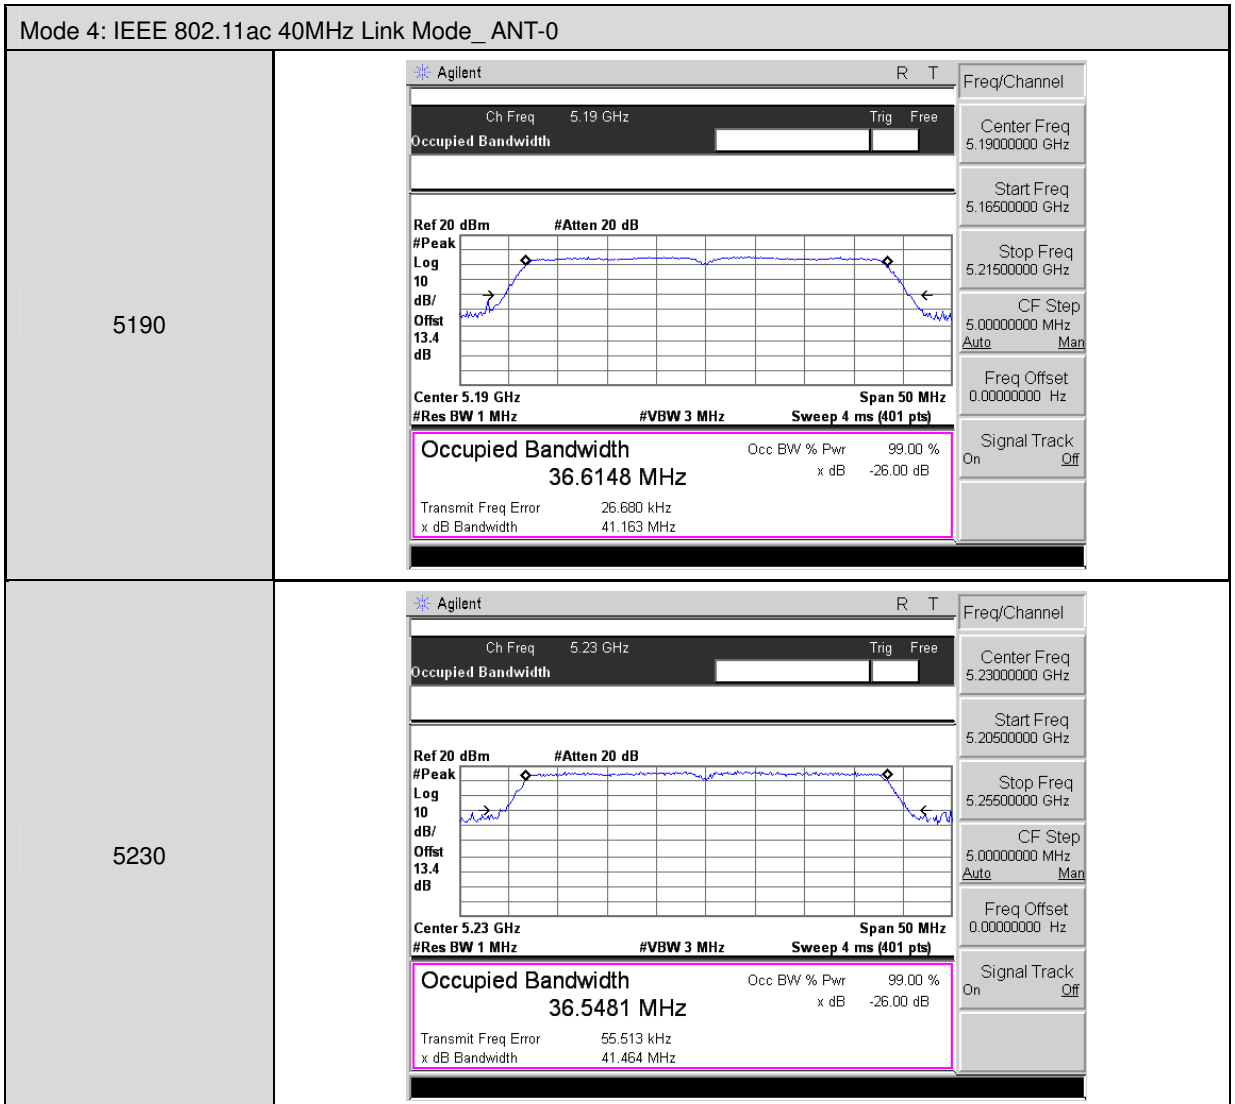 Mode 4: IEEE 802.11ac 40MHz Link Mode_ ANT-0
5190
Agilent R T
Ch Freq 5.19 GHz Trig Free
Occupied Bandwidth
Ref 20 dBm #Atten 20 dB
#Peak
Log
10
dB/
Offst
13.4
dB
Center 5.19 GHz Span 50 MHz
#Res BW 1 MHz #VBW 3 MHz Sweep 4 ms (401 pts)
Occupied Bandwidth Occ BW % Pwr 99.00 %
36.6148 MHz x dB -26.00 dB
Transmit Freq Error 26.680 kHz
x dB Bandwidth 41.163 MHz
Freq/Channel
Center Freq
5.19000000 GHz
Start Freq
5.16500000 GHz
Stop Freq
5.21500000 GHz
CF Step
5.00000000 MHz
Auto Man
Freq Offset
0.00000000 Hz
Signal Track
On Off
5230
Agilent R T
Ch Freq 5.23 GHz Trig Free
Occupied Bandwidth
Ref 20 dBm #Atten 20 dB
#Peak
Log
10
dB/
Offst
13.4
dB
Center 5.23 GHz Span 50 MHz
#Res BW 1 MHz #VBW 3 MHz Sweep 4 ms (401 pts)
Occupied Bandwidth Occ BW % Pwr 99.00 %
36.5481 MHz x dB -26.00 dB
Transmit Freq Error 55.513 kHz
x dB Bandwidth 41.464 MHz
Freq/Channel
Center Freq
5.23000000 GHz
Start Freq
5.20500000 GHz
Stop Freq
5.25500000 GHz
CF Step
5.00000000 MHz
Auto Man
Freq Offset
0.00000000 Hz
Signal Track
On Off